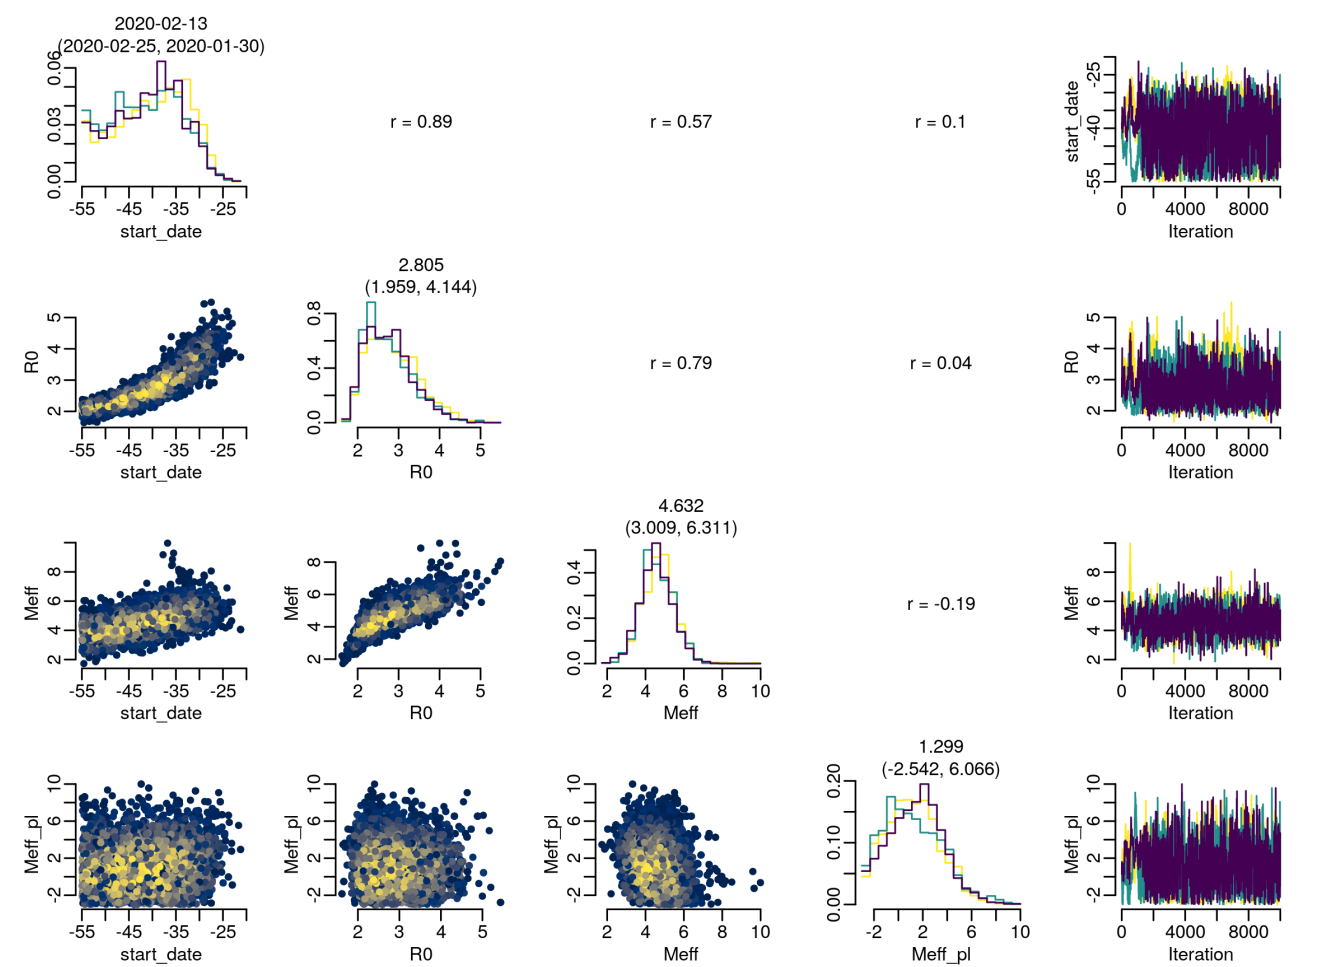 2020-02-13
(2020-02-25, 2020-01-30)
0.00 0.03 0.06
-55 -45 -35 -25
start_date
r = 0.89
r = 0.57
r = 0.1
start_date
-55 -40 -25
0 4000 8000
Iteration
R0
2 3 4 5
-55 -45 -35 -25
start_date
2.805
(1.959, 4.144)
0.0 0.4 0.8
2 3 4 5
R0
r = 0.79
r = 0.04
R0
2 3 4 5
0 4000 8000
Iteration
Meff
2 4 6 8
-55 -45 -35 -25
start_date
Meff
2 4 6 8
2 3 4 5
R0
4.632
(3.009, 6.311)
0.0 0.2 0.4
2 4 6 8 10
Meff
r = -0.19
Meff
2 4 6 8
0 4000 8000
Iteration
Meff_pl
-2 2 6 10
-55 -45 -35 -25
start_date
Meff_pl
-2 2 6 10
2 3 4 5
R0
Meff_pl
-2 2 6 10
2 4 6 8 10
Meff
1.299
(-2.542, 6.066)
0.00 0.10 0.20
-2 2 6 10
Meff_pl
Meff_pl
-2 2 6 10
0 4000 8000
Iteration